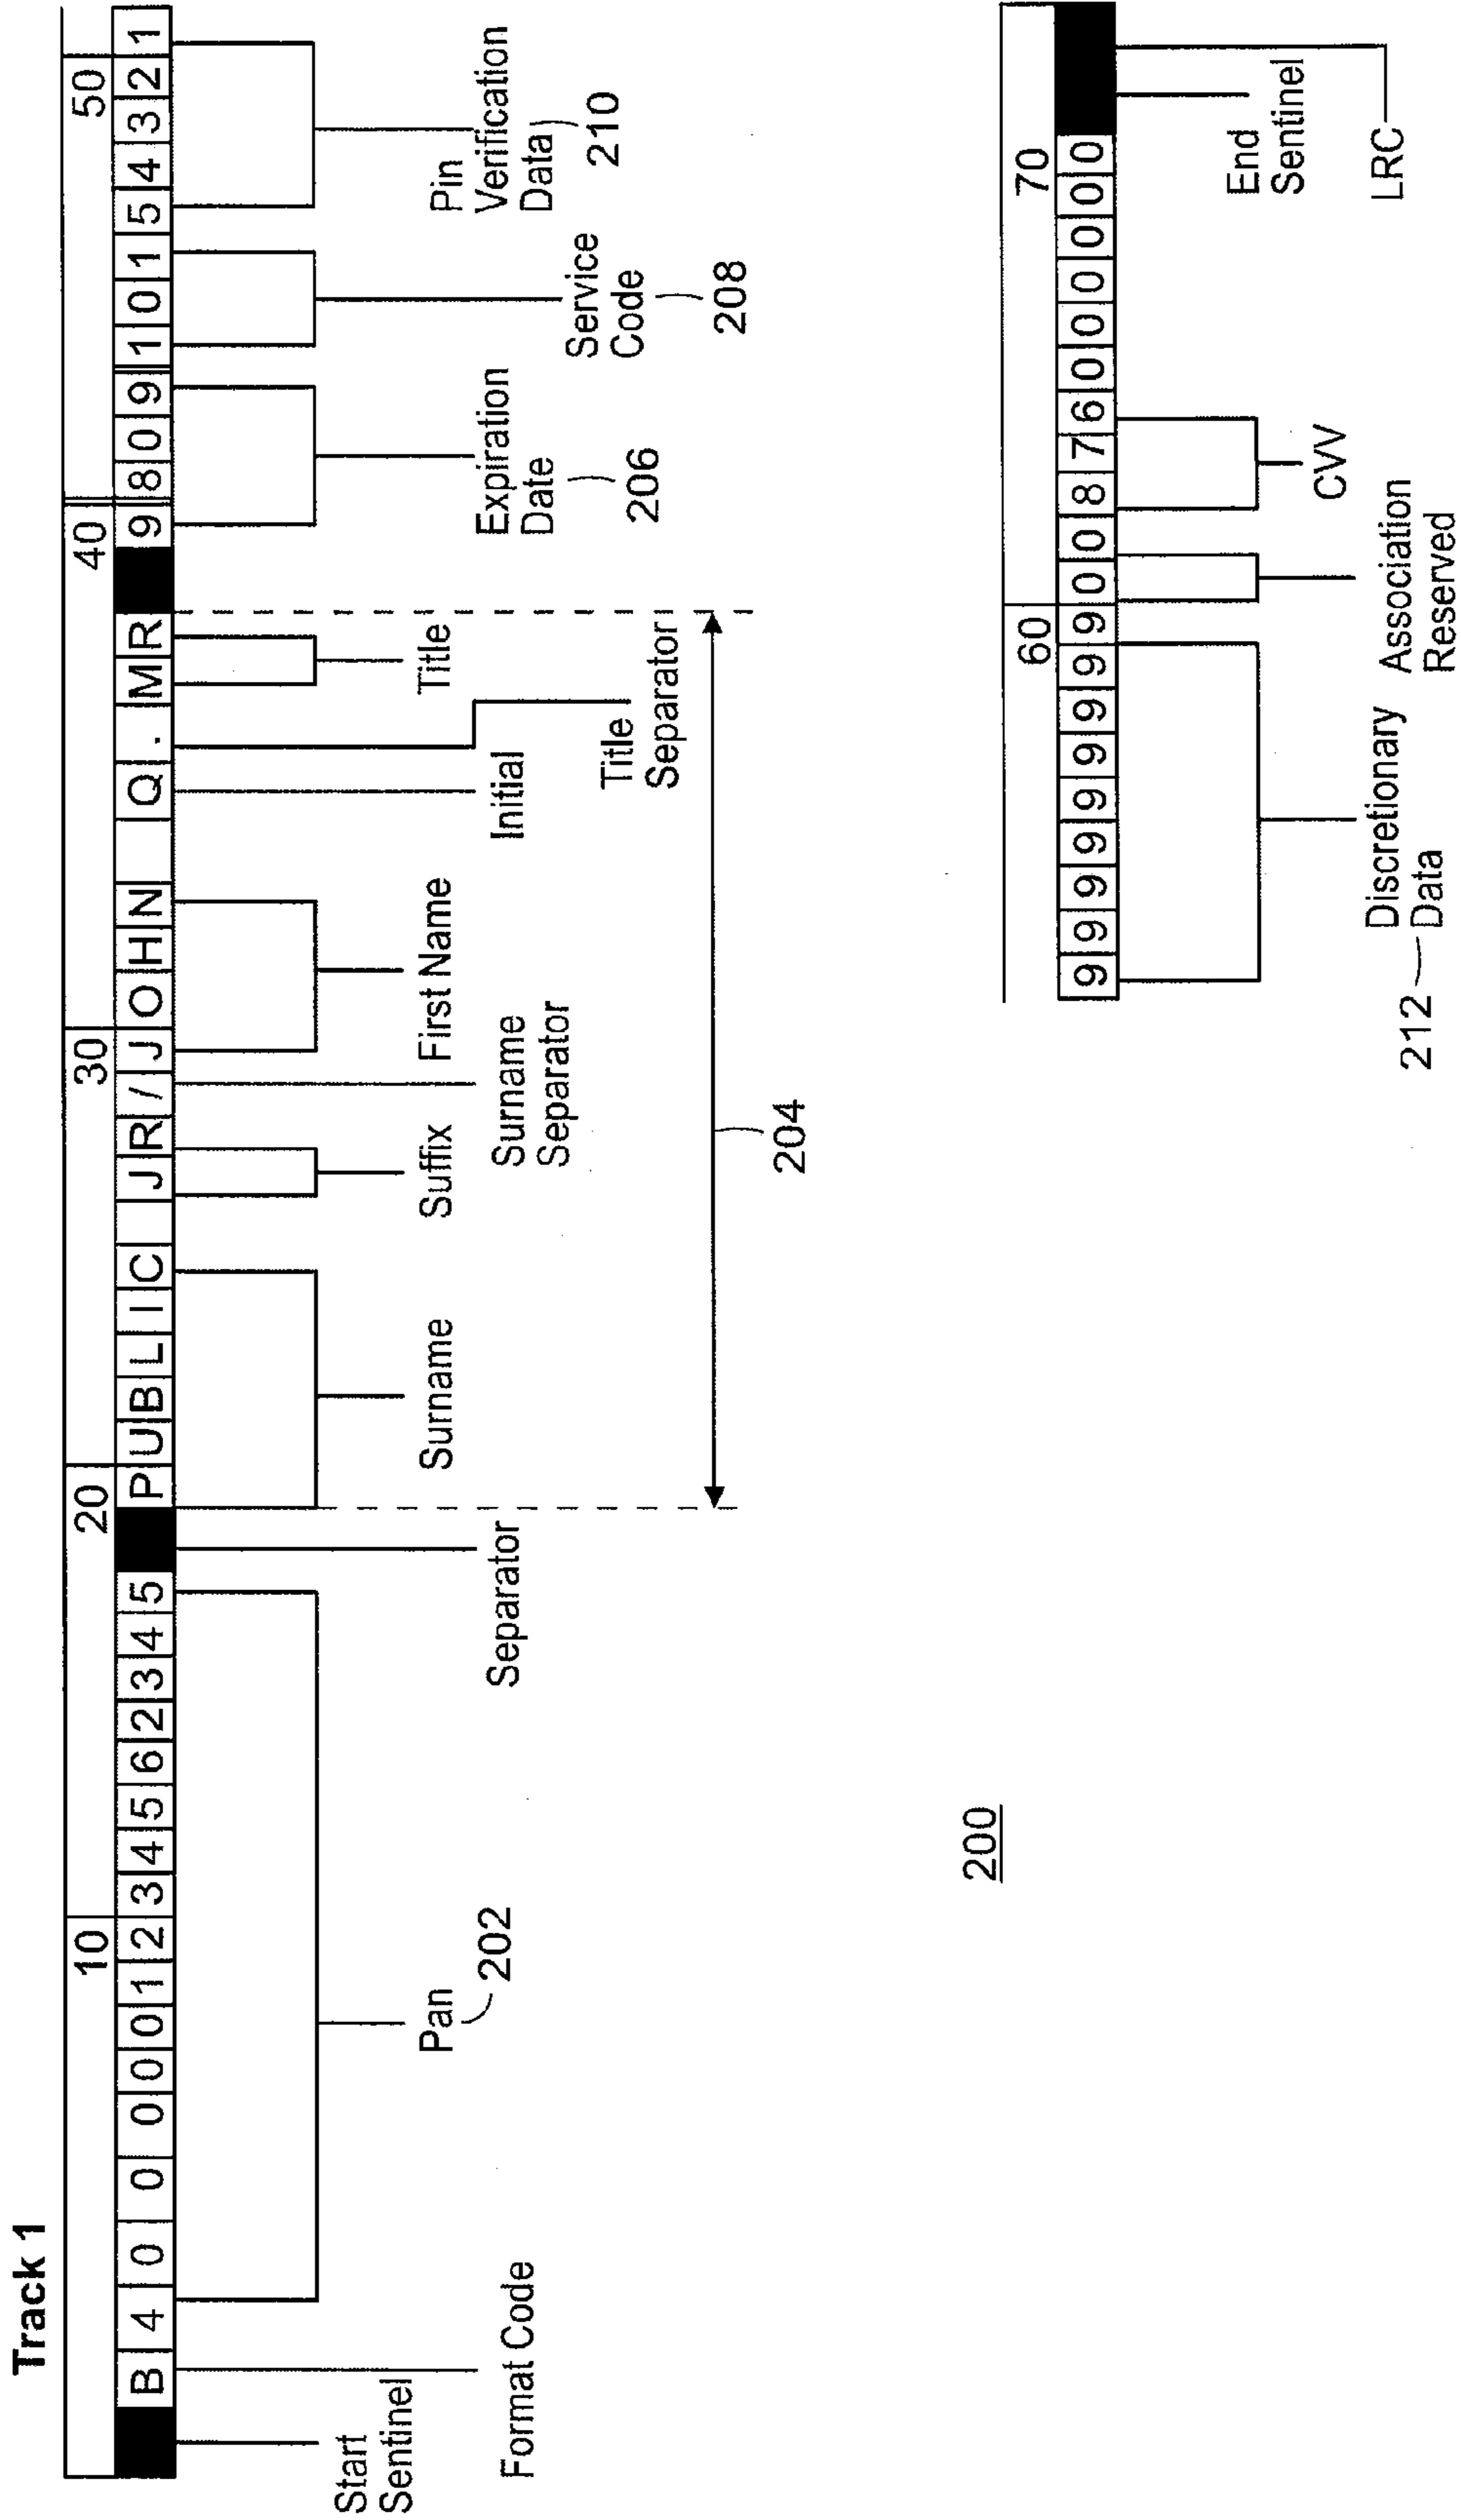 Track 1
10 20 30 40 50
B 4 0 0 0 0 0 1 2 3 4 5 6 2 3 4 5 P U B L I C J R / J O H N Q . M R 9 8 0 9 1 0 1 5 4 3 2 1
Start
Sentinel
Format Code
Pan
202
Separator
Surname
Suffix
Surname
Separator
First Name
Initial
Title
Title
Separator
204
Expiration
Date
206
Service
Code
208
Pin
Verification
Data
210
200
60 70
9 9 9 9 9 9 9 9 9 0 0 8 7 6 0 0 0 0 0 0
Discretionary
Data
212
Association
Reserved
CVV
End
Sentinel
LRC